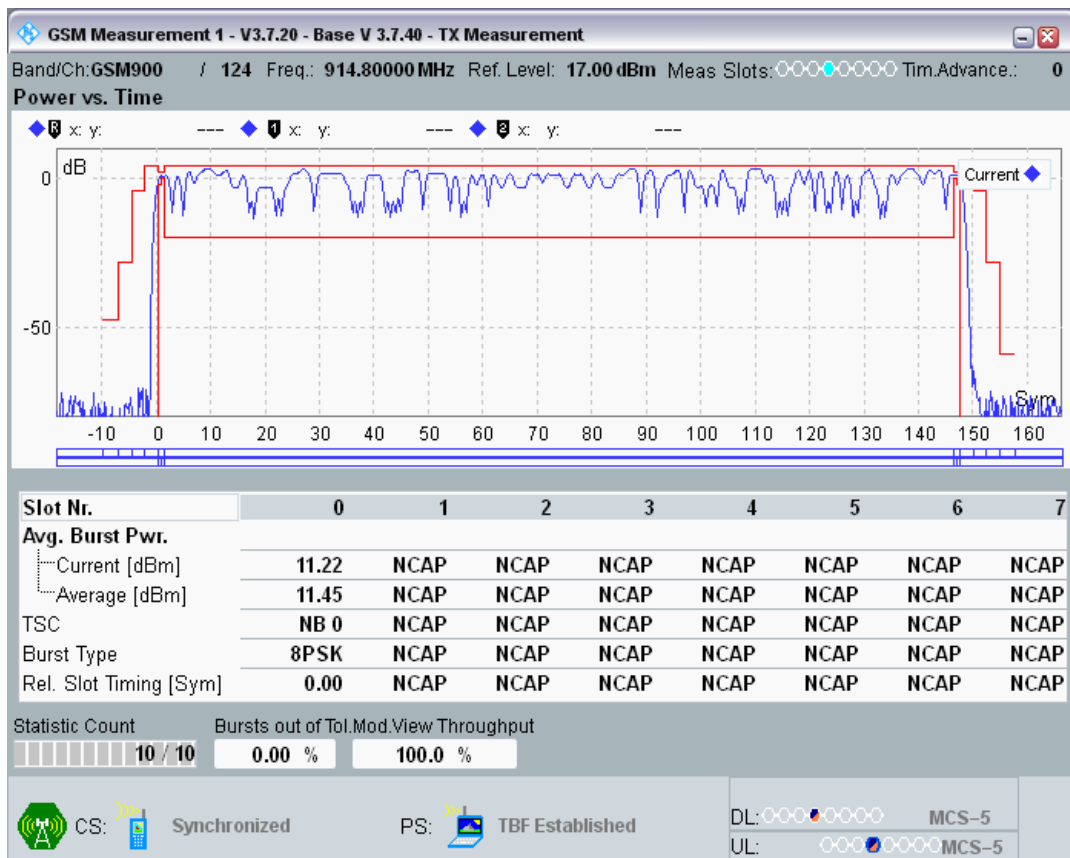 GSM Measurement 1 - V3.7.20 - Base V 3.7.40 - TX Measurement
Band/Ch:GSM900 / 124 Freq.: 914.80000 MHz Ref. Level: 17.00 dBm Meas Slots: Tim.Advance.: 0
Power vs. Time
R x: y: --- 1 x: y: --- 2 x: y: ---
dB
Current
0
-50
Sym
-10 0 10 20 30 40 50 60 70 80 90 100 110 120 130 140 150 160
Slot Nr. 0 1 2 3 4 5 6 7
Avg. Burst Pwr.
Current [dBm] 11.22 NCAP NCAP NCAP NCAP NCAP NCAP NCAP
Average [dBm] 11.45 NCAP NCAP NCAP NCAP NCAP NCAP NCAP
TSC NB 0 NCAP NCAP NCAP NCAP NCAP NCAP NCAP
Burst Type 8PSK NCAP NCAP NCAP NCAP NCAP NCAP NCAP
Rel. Slot Timing [Sym] 0.00 NCAP NCAP NCAP NCAP NCAP NCAP NCAP
Statistic Count Bursts out of Tol. Mod.View Throughput
10 / 10 0.00 % 100.0 %
CS: Synchronized PS: TBF Established
DL: MCS-5
UL: MCS-5